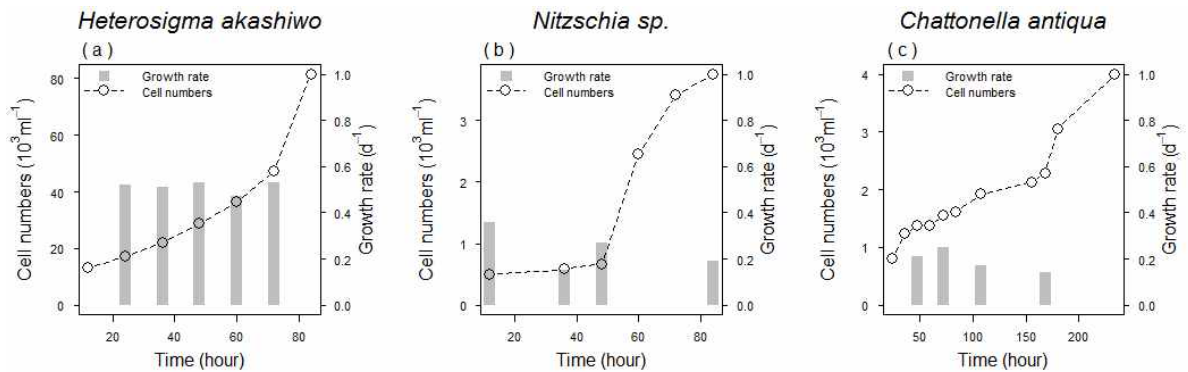 Heterosigma akashiwo
Nitzschia sp.
Chattonella antiqua
( a )
Growth rate
Cell numbers
80
60
40
20
0
1.0
0.8
0.6
0.4
0.2
0.0
20 40 60 80
Cell numbers (10³ml⁻¹)
Growth rate (d⁻¹)
Time (hour)
( b )
Growth rate
Cell numbers
3
2
1
0
1.0
0.8
0.6
0.4
0.2
0.0
20 40 60 80
Cell numbers (10³ml⁻¹)
Growth rate (d⁻¹)
Time (hour)
( c )
Growth rate
Cell numbers
4
3
2
1
0
1.0
0.8
0.6
0.4
0.2
0.0
50 100 150 200
Cell numbers (10³ml⁻¹)
Growth rate (d⁻¹)
Time (hour)